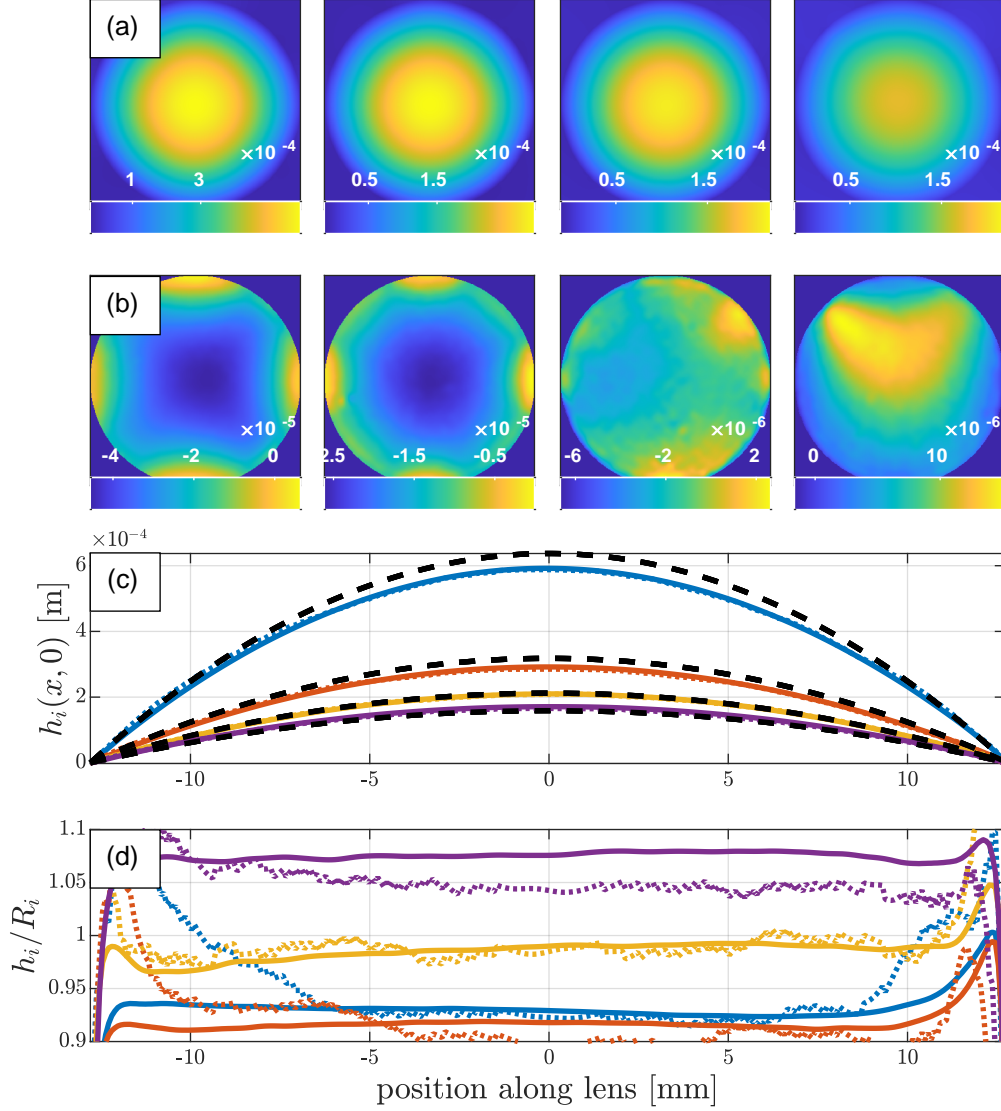 (a)
×10 -4 ×10 -4 ×10 -4 ×10 -4
1 3 0.5 1.5 0.5 1.5 0.5 1.5
(b)
×10 -5 ×10 -5 ×10 -6 ×10 -6
-4 -2 0 2.5 -1.5 -0.5 -6 -2 2 0 10
×10⁻⁴
(c)
h_i(x, 0) [m]
6
4
2
0
-10 -5 0 5 10
(d)
h_i/R_i
1.1
1.05
1
0.95
0.9
-10 -5 0 5 10
position along lens [mm]